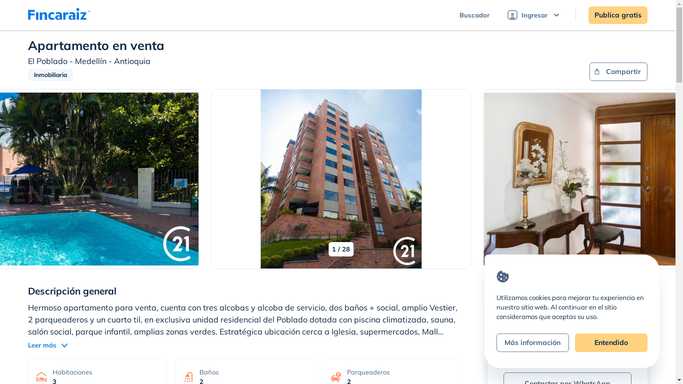 Fincaraiz
Buscador
Ingresar
Publica gratis
Apartamento en venta
El Poblado - Medellín - Antioquia
Inmobiliaria
Compartir
1 / 28
21
21
Descripción general
Hermoso apartamento para venta, cuenta con tres alcobas y alcoba de servicio, dos baños + social, amplio Vestier,
2 parqueaderos y un cuarto til, en exclusiva unidad residencial del Poblado dotada con piscina climatizada, sauna,
salón social, parque infantil, amplias zonas verdes. Estratégica ubicación cerca a Iglesia, supermercados, Mall...
Leer más
Habitaciones
3
Baños
2
Parqueaderos
2
Utilizamos cookies para mejorar tu experiencia en
nuestro sitio web. Al continuar en el sitio
consideramos que aceptas su uso.
Más información
Entendido
Contactar por WhatsApp